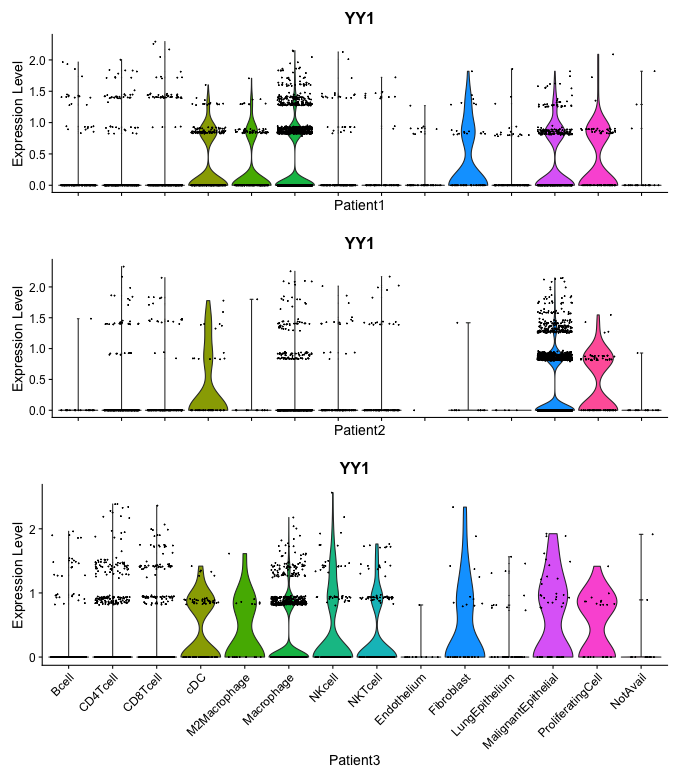 YY1
Expression Level
2.0
1.5
1.0
0.5
0.0
Patient1
YY1
Expression Level
2.0
1.5
1.0
0.5
0.0
Patient2
YY1
Expression Level
2
1
0
Bcell
CD4Tcell
CD8Tcell
cDC
M2Macrophage
Macrophage
NKcell
NKTcell
Endothelium
Fibroblast
LungEpithelium
MalignantEpithelial
ProliferatingCell
NotAvail
Patient3